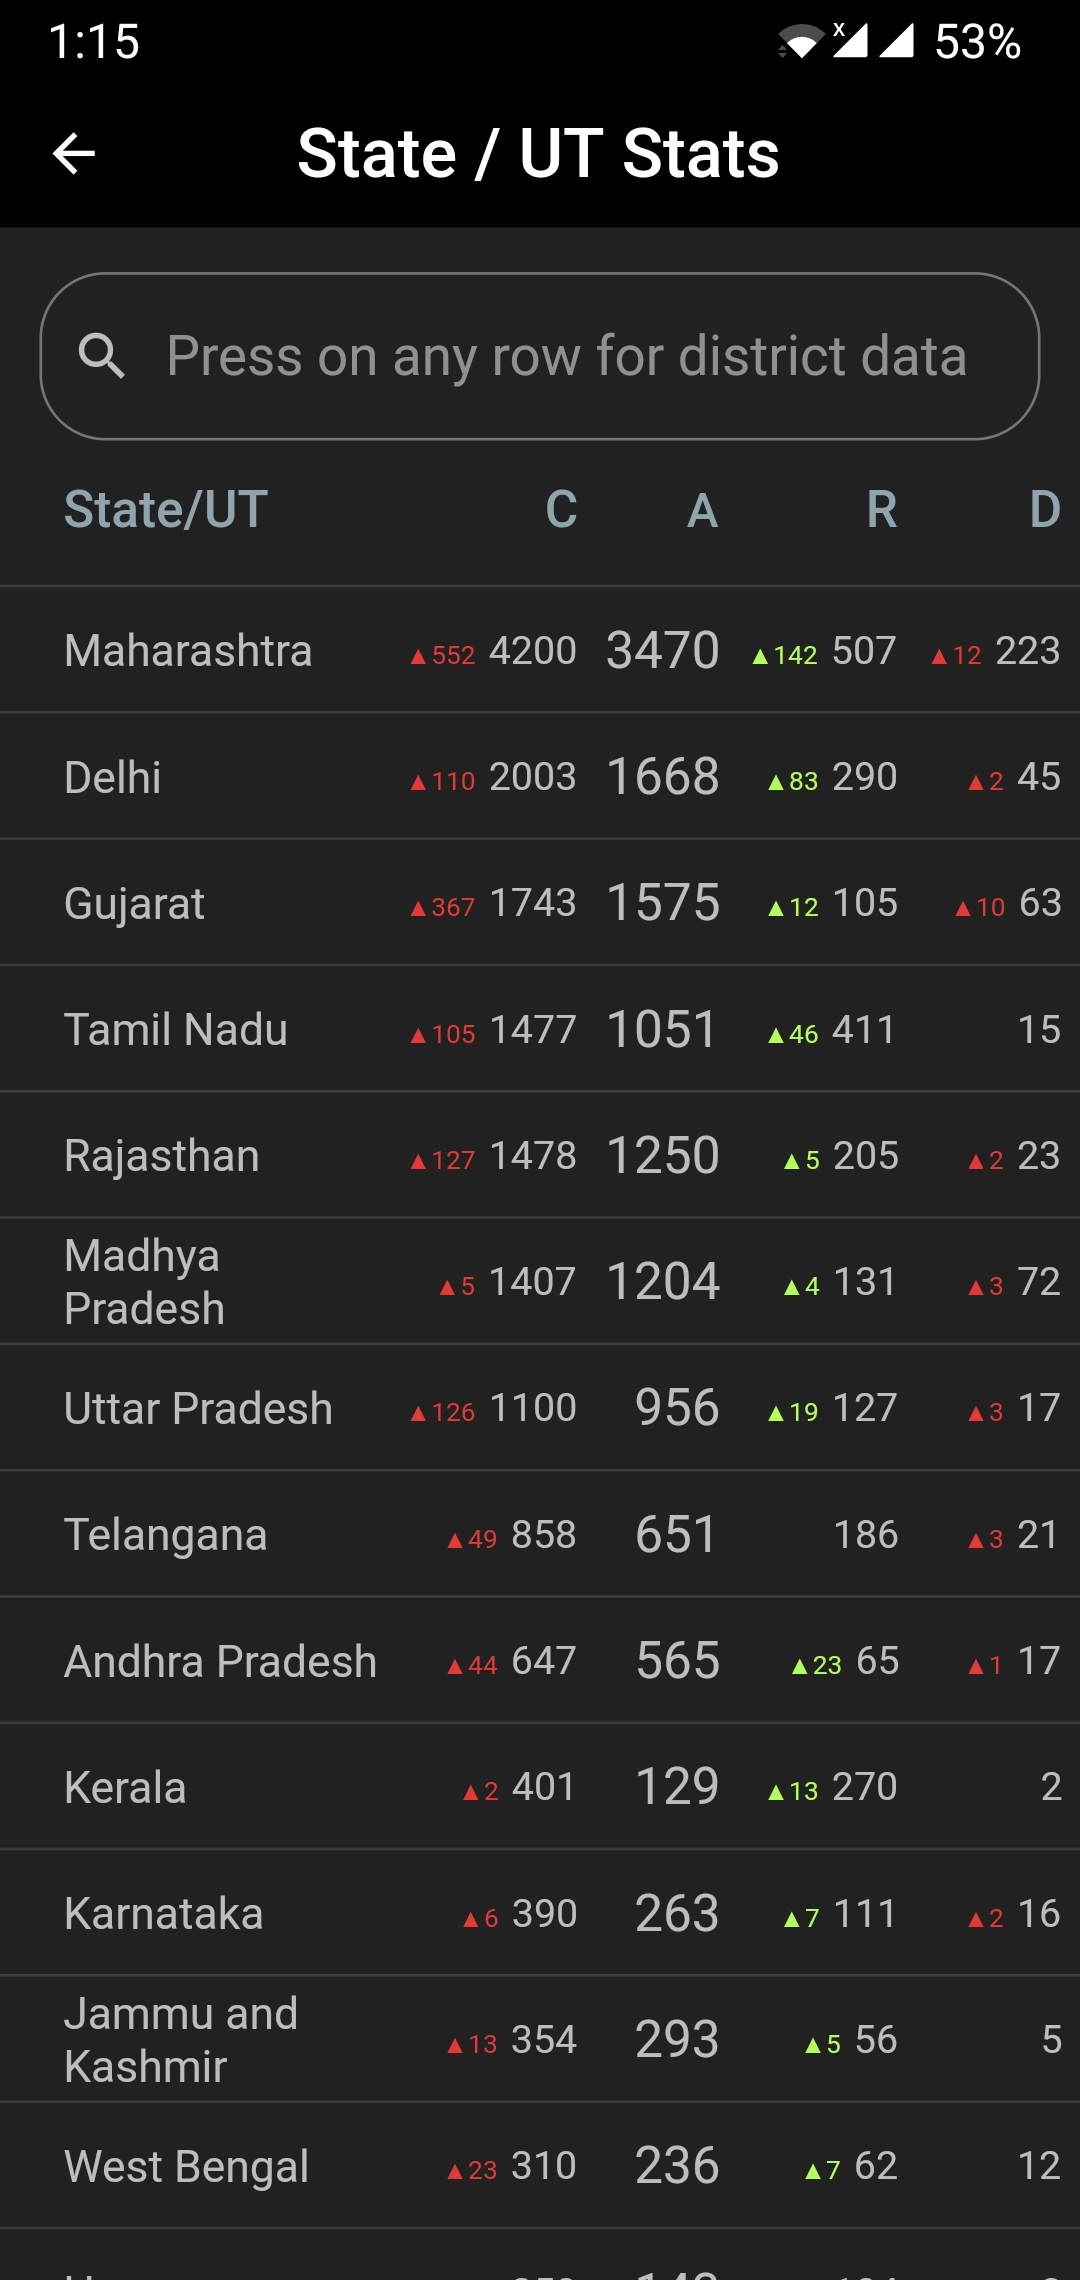 1:15 x 53%
State / UT Stats
Press on any row for district data
State/UT C A R D
Maharashtra ▲552 4200 3470 ▲142 507 ▲12 223
Delhi ▲110 2003 1668 ▲83 290 ▲2 45
Gujarat ▲367 1743 1575 ▲12 105 ▲10 63
Tamil Nadu ▲105 1477 1051 ▲46 411 15
Rajasthan ▲127 1478 1250 ▲5 205 ▲2 23
Madhya
Pradesh ▲5 1407 1204 ▲4 131 ▲3 72
Uttar Pradesh ▲126 1100 956 ▲19 127 ▲3 17
Telangana ▲49 858 651 186 ▲3 21
Andhra Pradesh ▲44 647 565 ▲23 65 ▲1 17
Kerala ▲2 401 129 ▲13 270 2
Karnataka ▲6 390 263 ▲7 111 ▲2 16
Jammu and
Kashmir ▲13 354 293 ▲5 56 5
West Bengal ▲23 310 236 ▲7 62 12